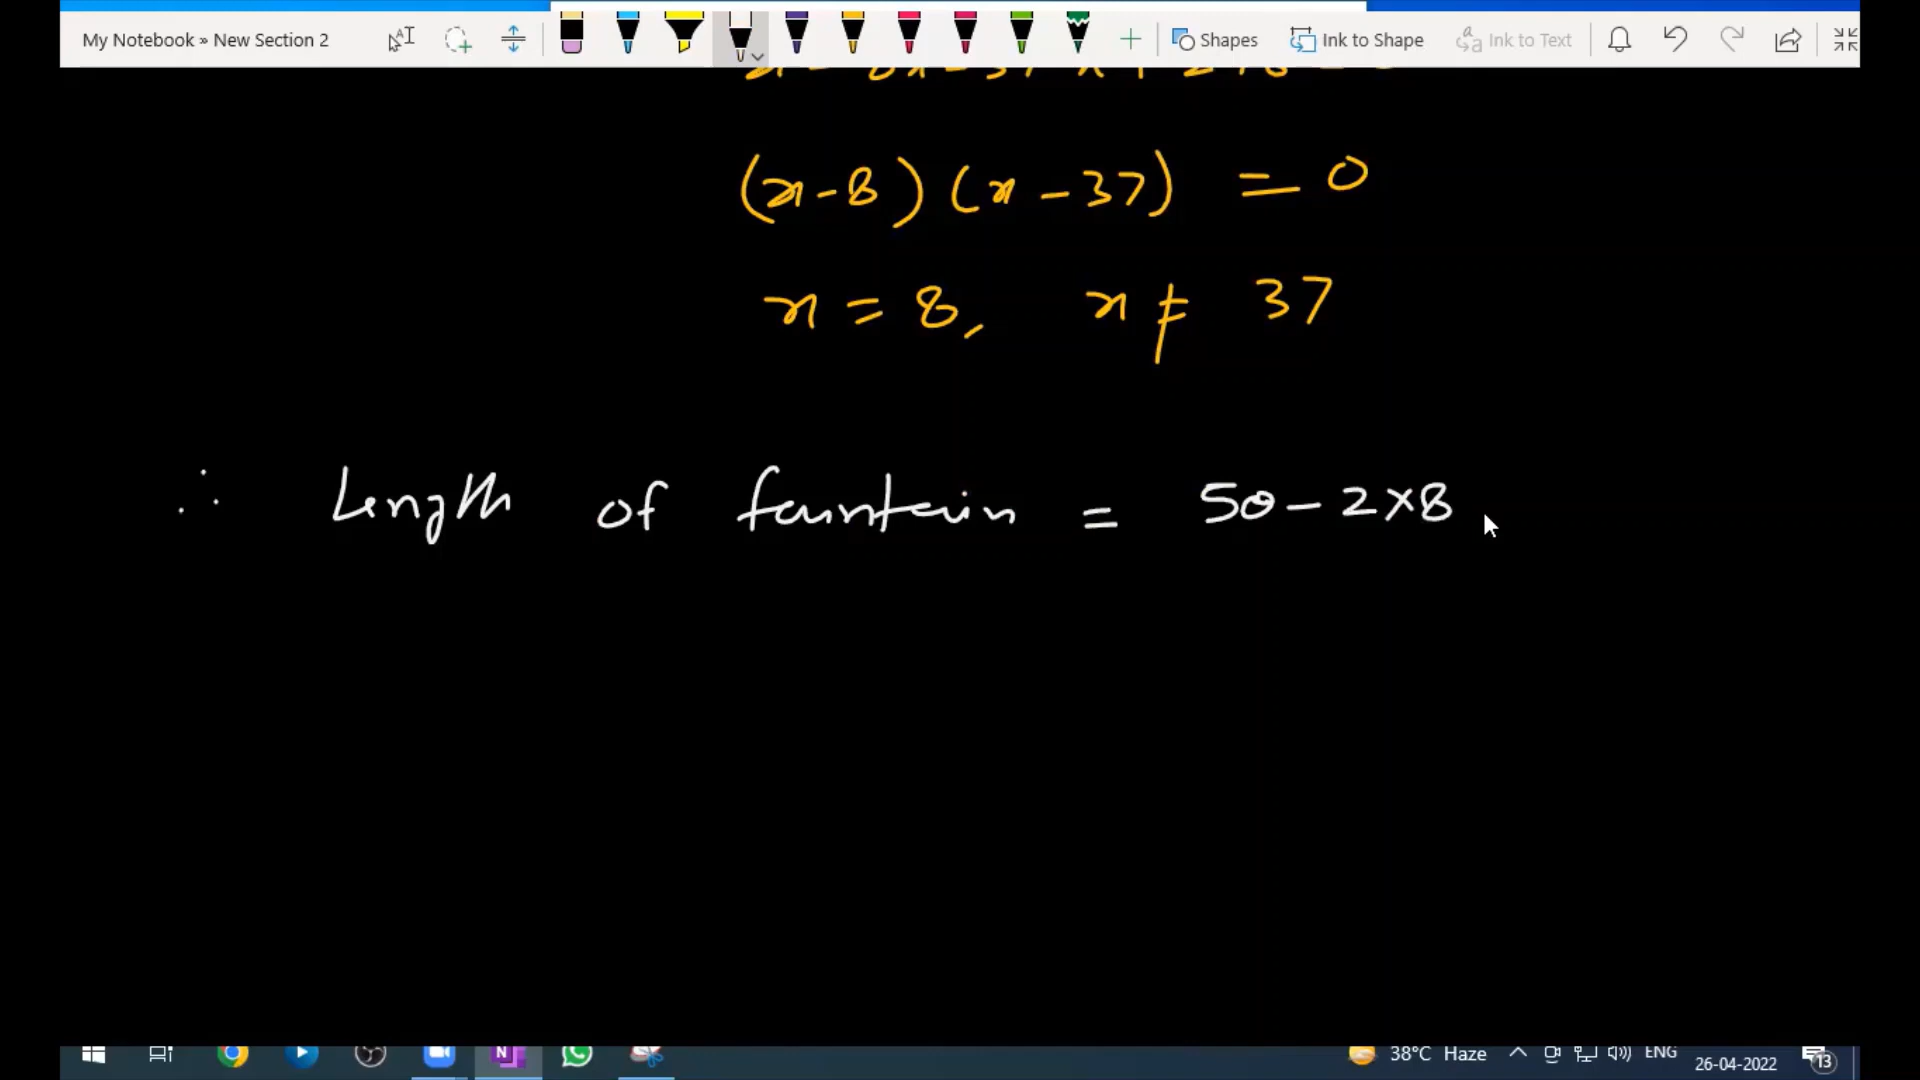 My Notebook » New Section 2 Shapes Ink to Shape Ink to Text
(x-8) (x-37) = 0
x = 8, x ≠ 37
∴ Length of fountain = 50-2×8
38°C Haze ENG 26-04-2022 13